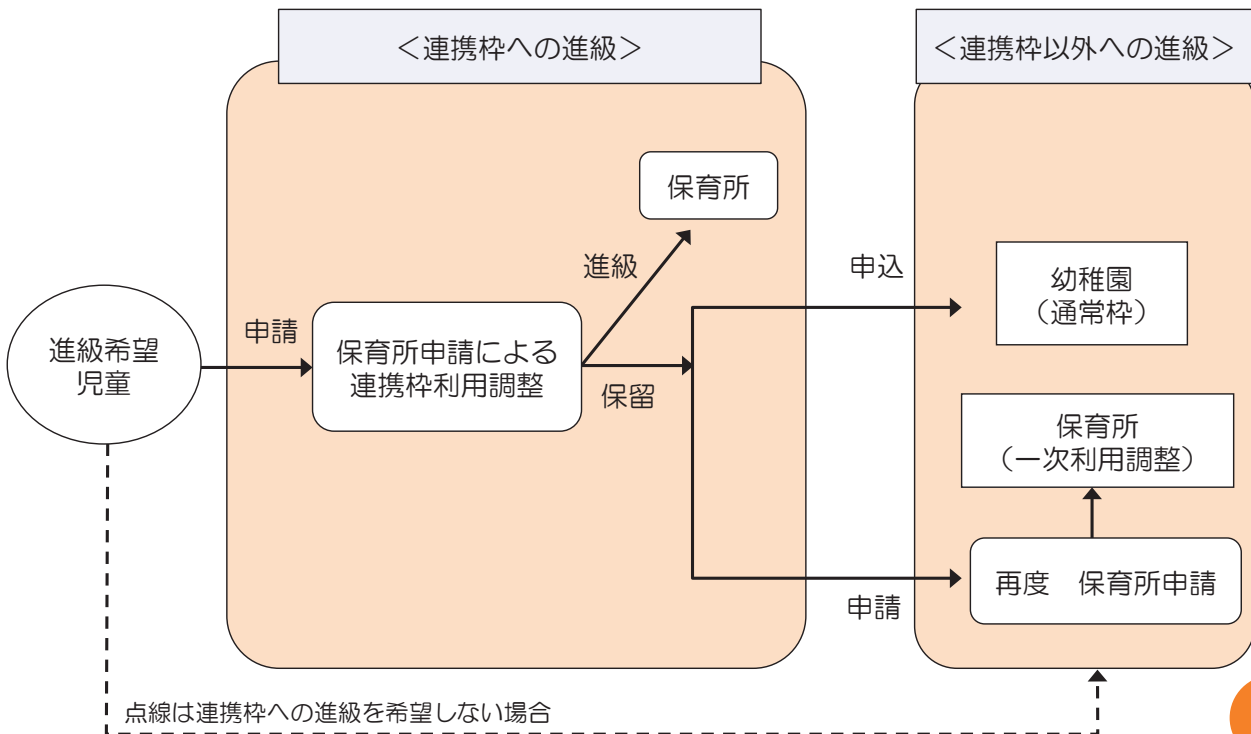 ＜連携枠への進級＞
＜連携枠以外への進級＞
保育所
進級
申込
幼稚園
（通常枠）
進級希望
児童
申請
保育所申請による
連携枠利用調整
保留
保育所
（一次利用調整）
再度　保育所申請
申請
点線は連携枠への進級を希望しない場合